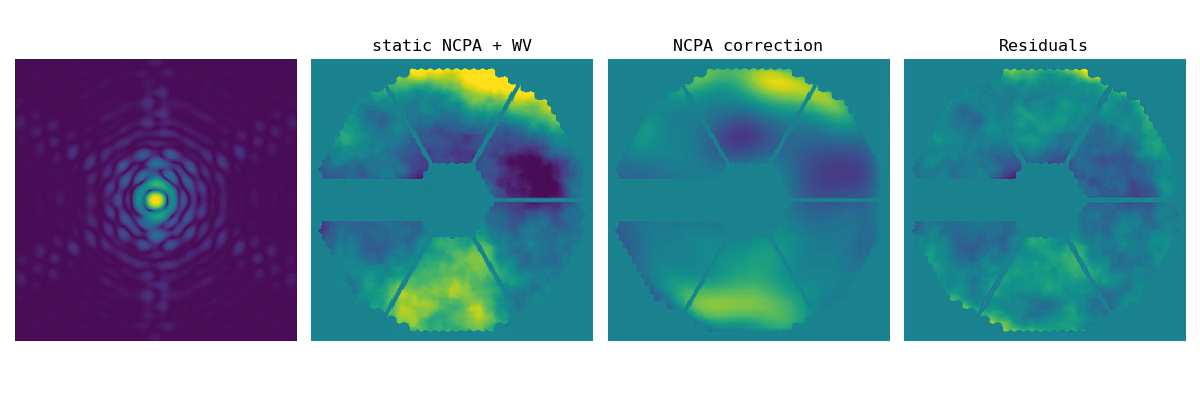 static NCPA + WV
NCPA correction
Residuals